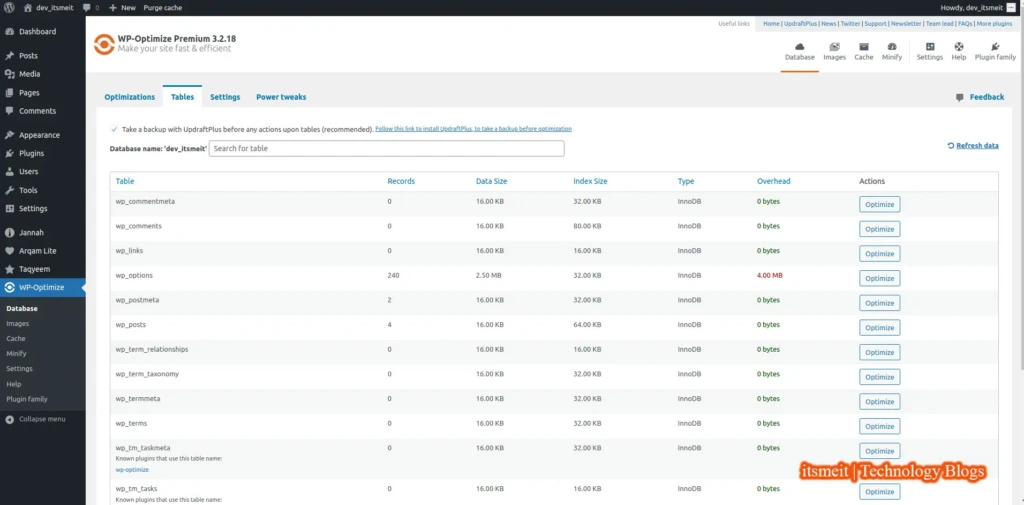 dev_itsmeit 0 New Purge cache Howdy, dev_itsmeit
Dashboard
Posts
Media
Pages
Comments
Appearance
Plugins
Users
Tools
Settings
Jannah
Arqam Lite
Taqyeem
WP-Optimize
Database
Images
Cache
Minify
Settings
Help
Plugin family
Collapse menu
WP-Optimize Premium 3.2.18
Make your site fast & efficient
Useful links Home | UpdraftPlus | News | Twitter | Support | Newsletter | Team lead | FAQs | More plugins
Database Images Cache Minify Settings Help Plugin family
Optimizations Tables Settings Power tweaks Feedback
Take a backup with UpdraftPlus before any actions upon tables (recommended). Follow this link to install UpdraftPlus, to take a backup before optimization
Database name: 'dev_itsmeit' Search for table Refresh data
Table Records Data Size Index Size Type Overhead Actions
wp_commentmeta 0 16.00 KB 32.00 KB InnoDB 0 bytes Optimize
wp_comments 0 16.00 KB 80.00 KB InnoDB 0 bytes Optimize
wp_links 0 16.00 KB 16.00 KB InnoDB 0 bytes Optimize
wp_options 240 2.50 MB 32.00 KB InnoDB 4.00 MB Optimize
wp_postmeta 2 16.00 KB 32.00 KB InnoDB 0 bytes Optimize
wp_posts 4 16.00 KB 64.00 KB InnoDB 0 bytes Optimize
wp_term_relationships 0 16.00 KB 16.00 KB InnoDB 0 bytes Optimize
wp_term_taxonomy 0 16.00 KB 32.00 KB InnoDB 0 bytes Optimize
wp_termmeta 0 16.00 KB 32.00 KB InnoDB 0 bytes Optimize
wp_terms 0 16.00 KB 32.00 KB InnoDB 0 bytes Optimize
wp_tm_taskmeta 0 16.00 KB 32.00 KB InnoDB 0 bytes Optimize
Known plugins that use this table name:
wp-optimize
itsmeit | Technology Blogs
wp_tm_tasks 0 16.00 KB 16.00 KB InnoDB 0 bytes Optimize
Known plugins that use this table name: